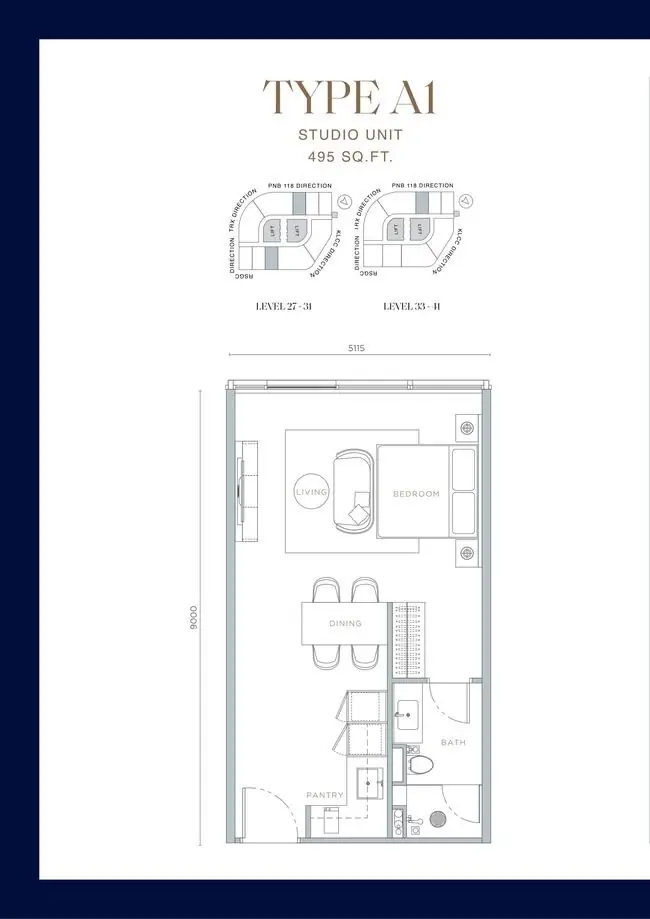 TYPE A1
STUDIO UNIT
495 SQ.FT.
PNB 118 DIRECTION
TRX DIRECTION
KLCC DIRECTION
RSGC DIRECTION
LIFT
LIFT
LEVEL 27 - 31
PNB 118 DIRECTION
TRX DIRECTION
KLCC DIRECTION
RSGC DIRECTION
LIFT
LIFT
LEVEL 33 - 41
5115
9000
LIVING
BEDROOM
DINING
BATH
PANTRY